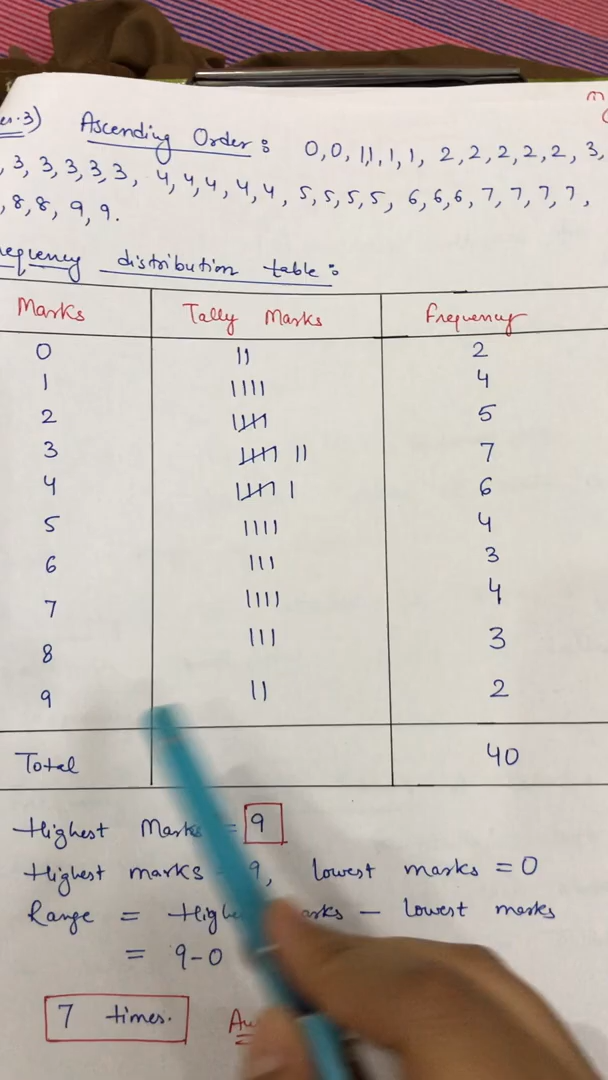 Ascending Order: 0,0, 1,1,1,1, 2,2,2,2,2, 3,
3, 3, 3, 3, 3, 4,4,4,4,4, 5,5,5,5, 6,6,6, 7,7,7,7,
8,8, 9,9.
distribution table:
Marks Tally Marks Frequency
0 || 2
1 |||| 4
2 5
3 || 7
4 | 6
5 |||| 4
6 ||| 3
7 |||| 4
8 ||| 3
9 || 2
Total 40
Highest Marks = 9
Highest marks 9, lowest marks = 0
Range = - lowest marks
= 9-0
7 times.